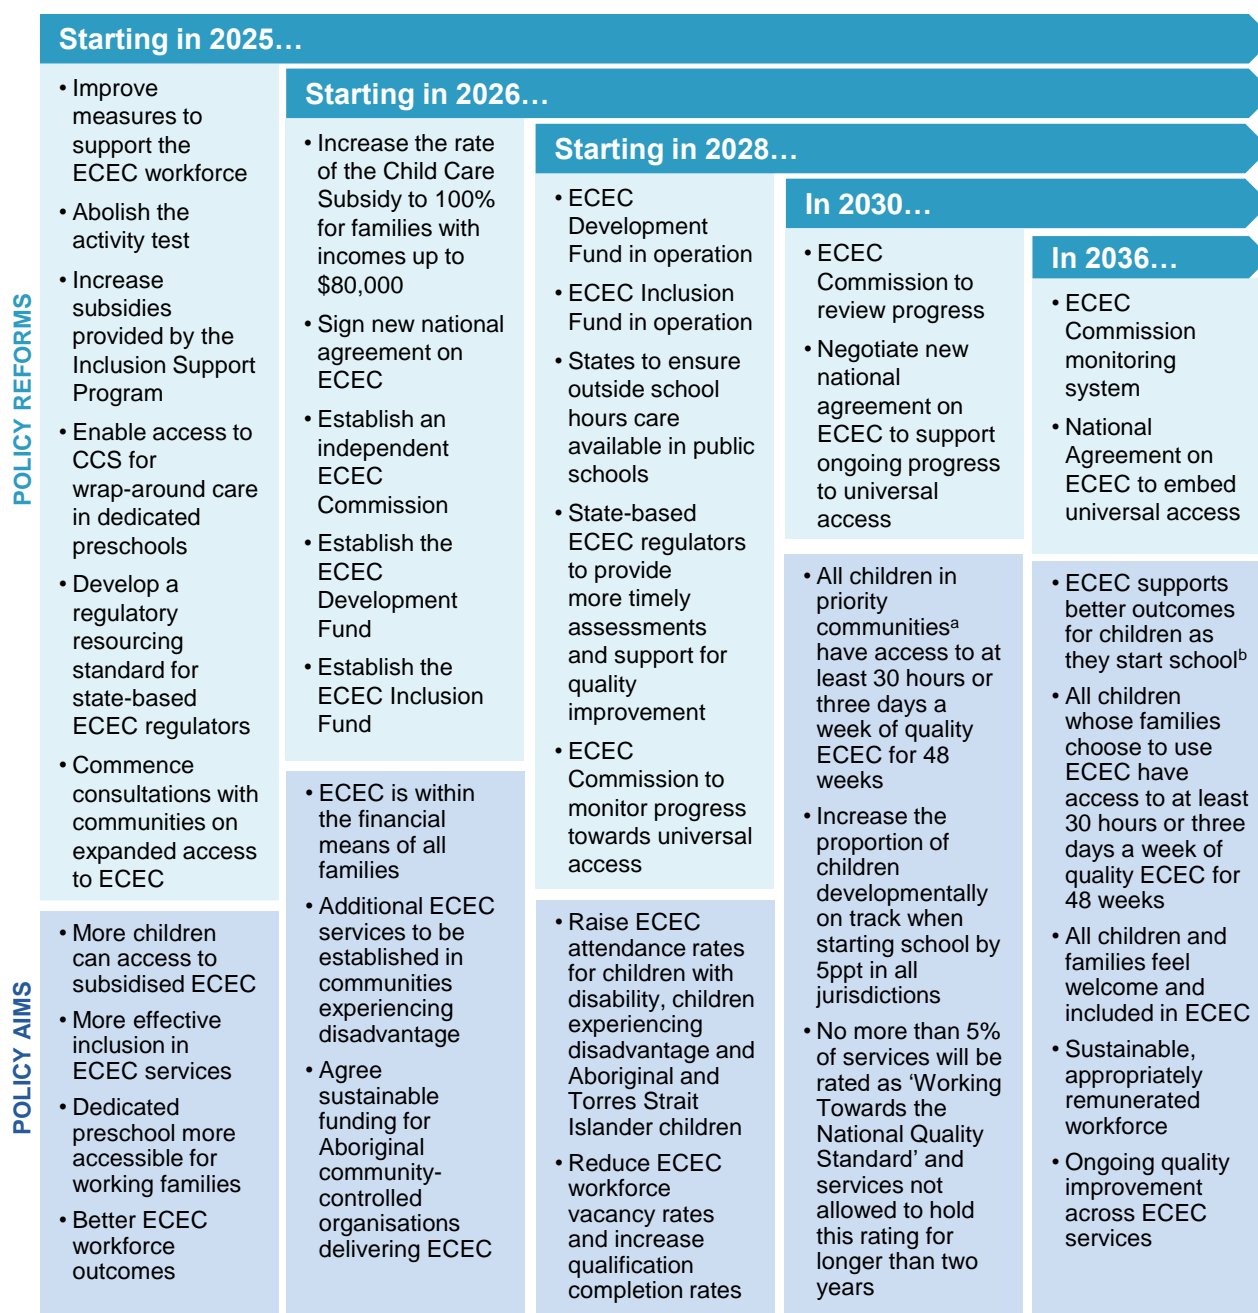 Starting in 2025…
POLICY REFORMS
• Improve
measures to
support the
ECEC workforce
• Abolish the
activity test
• Increase
subsidies
provided by the
Inclusion Support
Program
• Enable access to
CCS for
wrap-around care
in dedicated
preschools
• Develop a
regulatory
resourcing
standard for
state-based
ECEC regulators
• Commence
consultations with
communities on
expanded access
to ECEC
POLICY AIMS
• More children
can access to
subsidised ECEC
• More effective
inclusion in
ECEC services
• Dedicated
preschool more
accessible for
working families
• Better ECEC
workforce
outcomes
Starting in 2026…
• Increase the rate
of the Child Care
Subsidy to 100%
for families with
incomes up to
$80,000
• Sign new national
agreement on
ECEC
• Establish an
independent
ECEC
Commission
• Establish the
ECEC
Development
Fund
• Establish the
ECEC Inclusion
Fund
• ECEC is within
the financial
means of all
families
• Additional ECEC
services to be
established in
communities
experiencing
disadvantage
• Agree
sustainable
funding for
Aboriginal
community-
controlled
organisations
delivering ECEC
Starting in 2028…
• ECEC
Development
Fund in operation
• ECEC Inclusion
Fund in operation
• States to ensure
outside school
hours care
available in public
schools
• State-based
ECEC regulators
to provide
more timely
assessments
and support for
quality
improvement
• ECEC
Commission to
monitor progress
towards universal
access
• Raise ECEC
attendance rates
for children with
disability, children
experiencing
disadvantage and
Aboriginal and
Torres Strait
Islander children
• Reduce ECEC
workforce
vacancy rates
and increase
qualification
completion rates
In 2030…
• ECEC
Commission to
review progress
• Negotiate new
national
agreement on
ECEC to support
ongoing progress
to universal
access
• All children in
priority
communitiesᵃ
have access to at
least 30 hours or
three days a
week of quality
ECEC for 48
weeks
• Increase the
proportion of
children
developmentally
on track when
starting school by
5ppt in all
jurisdictions
• No more than 5%
of services will be
rated as ‘Working
Towards the
National Quality
Standard’ and
services not
allowed to hold
this rating for
longer than two
years
In 2036…
• ECEC
Commission
monitoring
system
• National
Agreement on
ECEC to embed
universal access
• ECEC supports
better outcomes
for children as
they start schoolᵇ
• All children
whose families
choose to use
ECEC have
access to at least
30 hours or three
days a week of
quality ECEC for
48 weeks
• All children and
families feel
welcome and
included in ECEC
• Sustainable,
appropriately
remunerated
workforce
• Ongoing quality
improvement
across ECEC
services